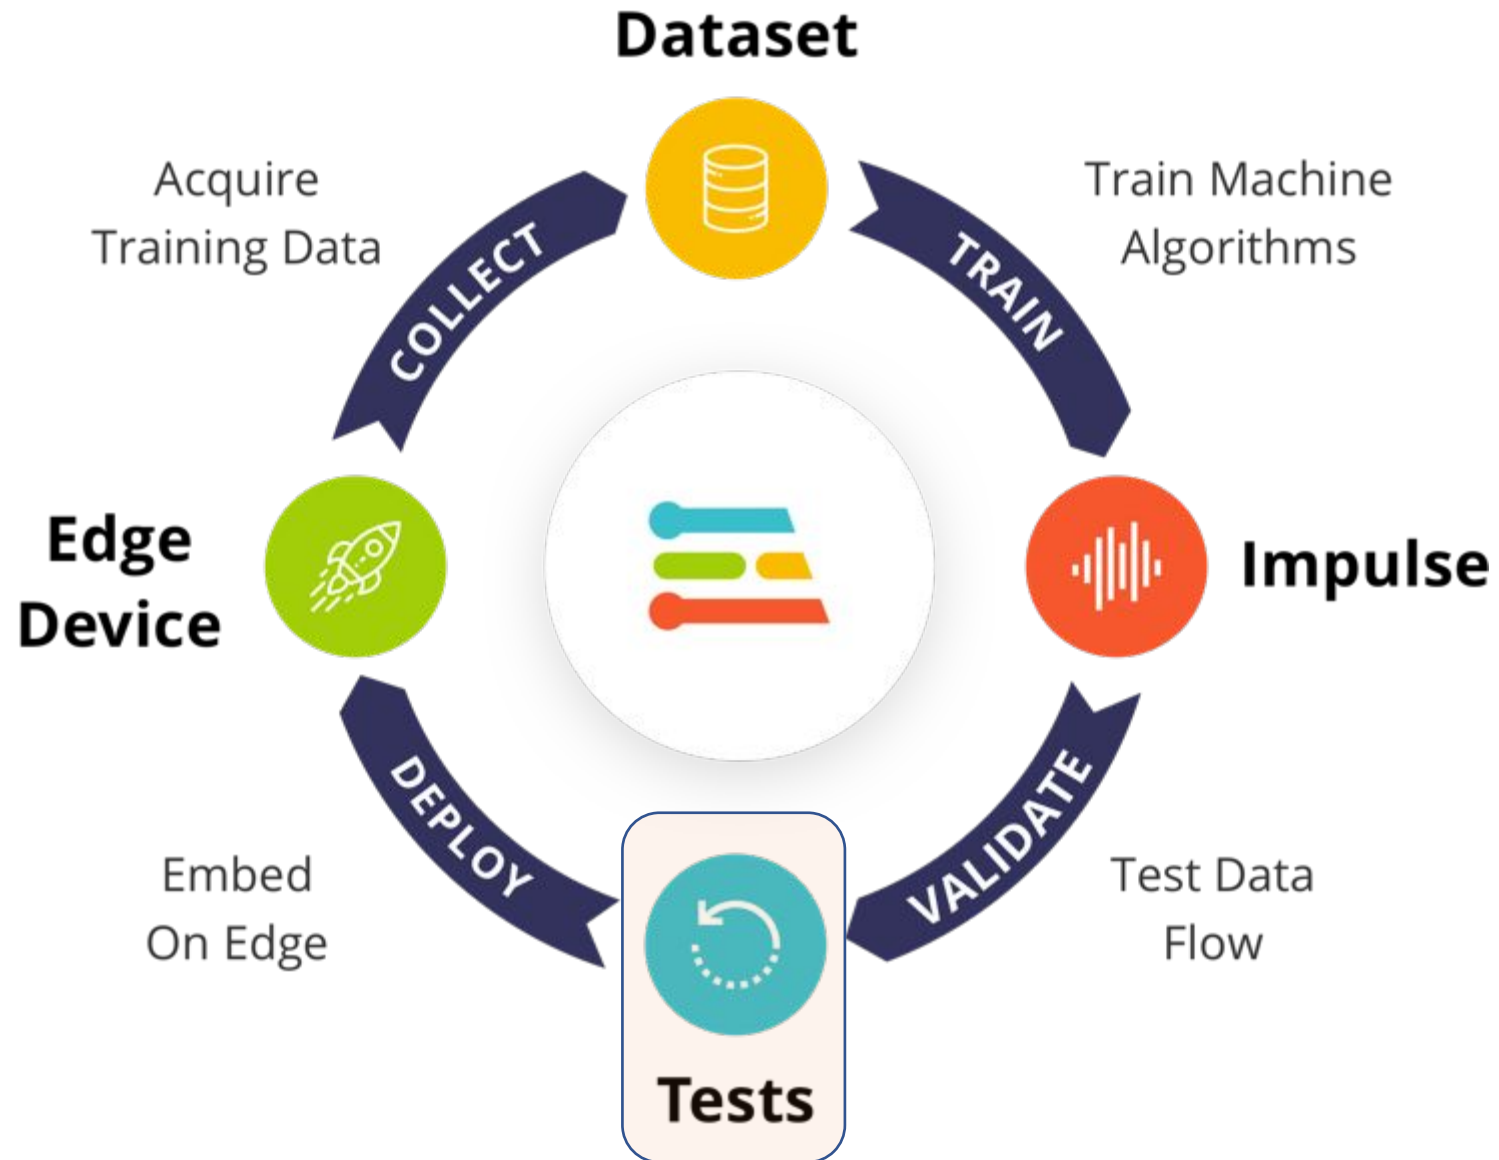 Dataset
Acquire
Training Data
COLLECT
TRAIN
Train Machine
Algorithms
Edge
Device
Impulse
DEPLOY
VALIDATE
Embed
On Edge
Test Data
Flow
Tests